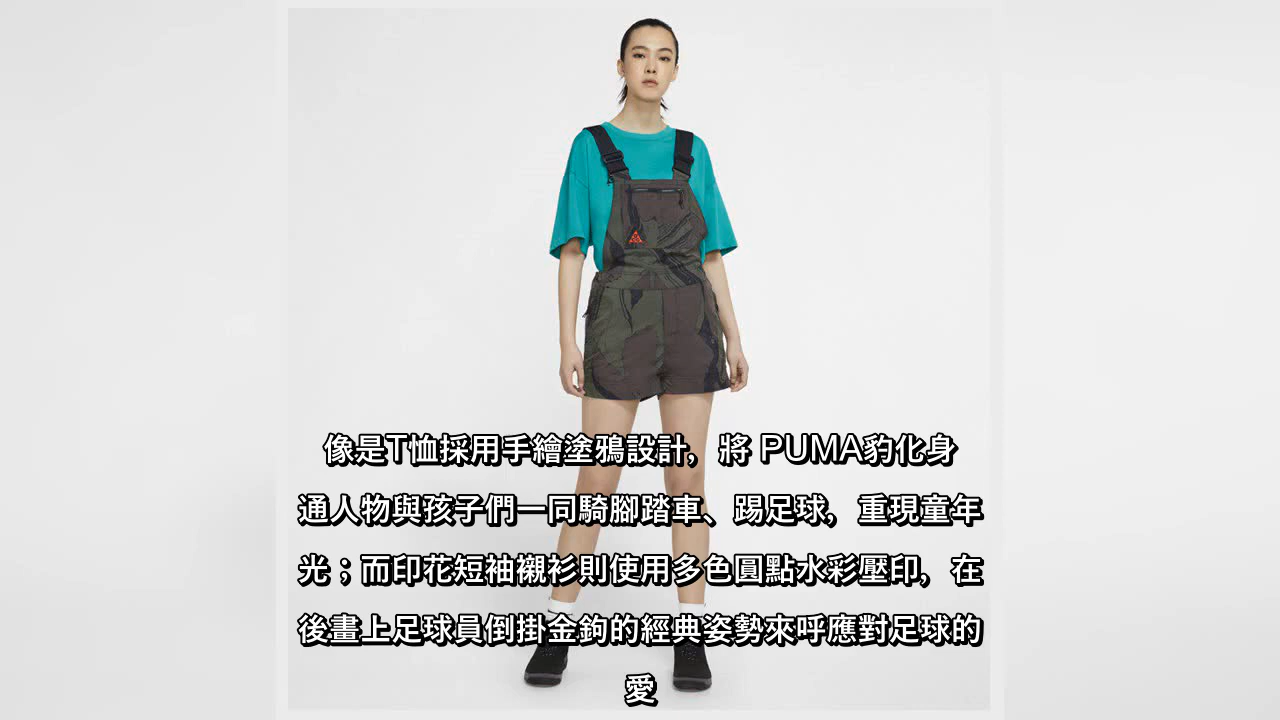 像是T恤採用手繪塗鴉設計，將 PUMA豹化身
通人物與孩子們一同騎腳踏車、踢足球，重現童年
光；而印花短袖襯衫則使用多色圓點水彩壓印，在
後畫上足球員倒掛金鉤的經典姿勢來呼應對足球的
愛